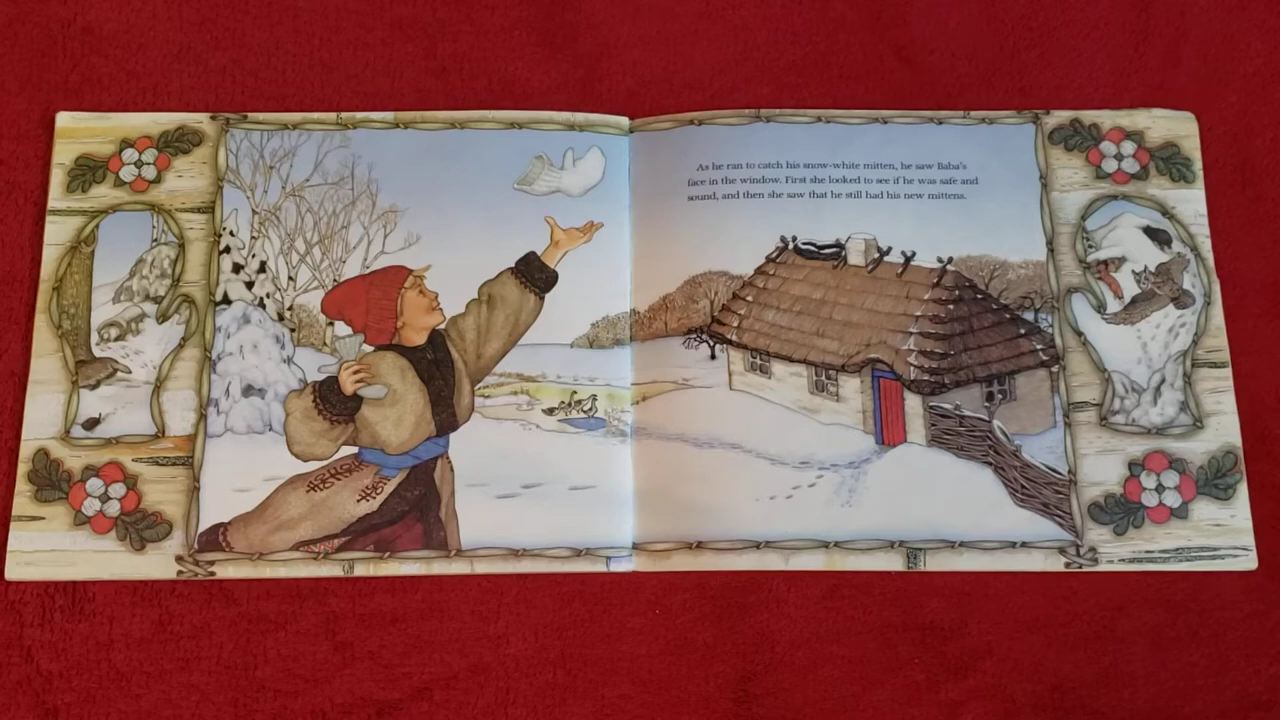 As he ran to catch his snow-white mitten, he saw Baba's
face in the window. First she looked to see if he was safe and
sound, and then she saw that he still had his new mittens.